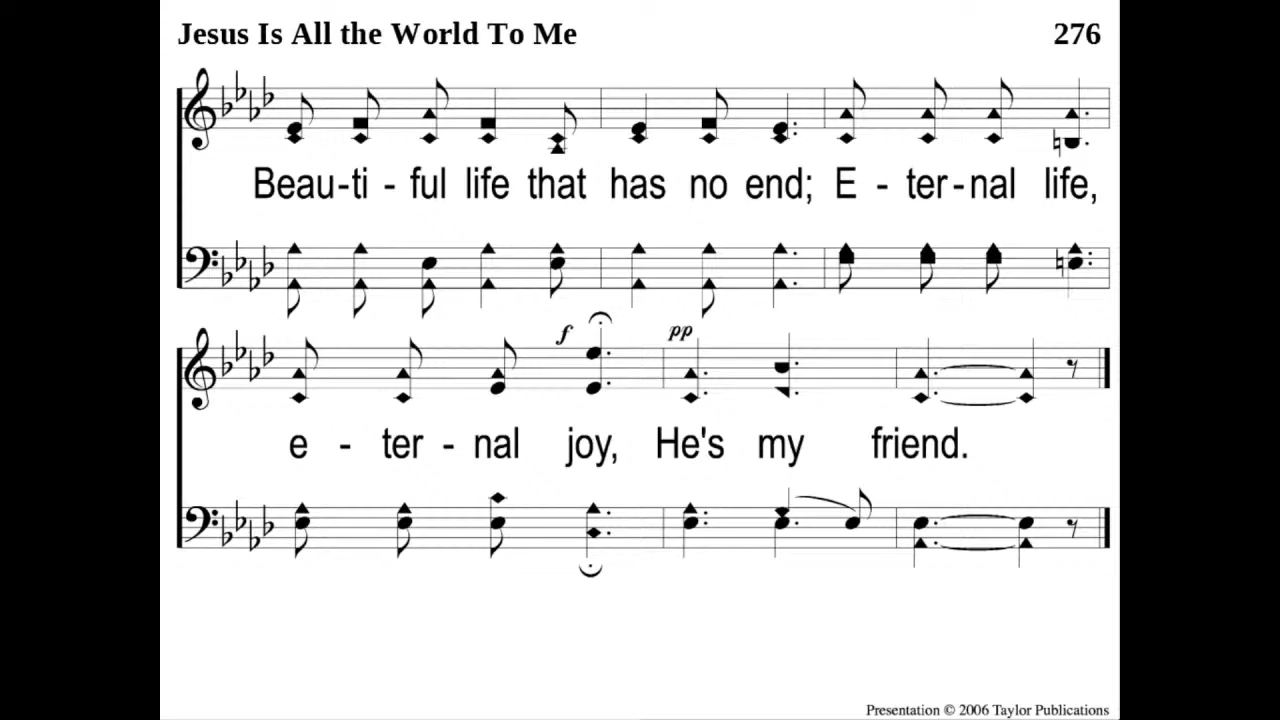 Jesus Is All the World To Me 276
Beau-ti - ful life that has no end; E - ter-nal life,
f pp
e - ter - nal joy, He's my friend.
Presentation © 2006 Taylor Publications